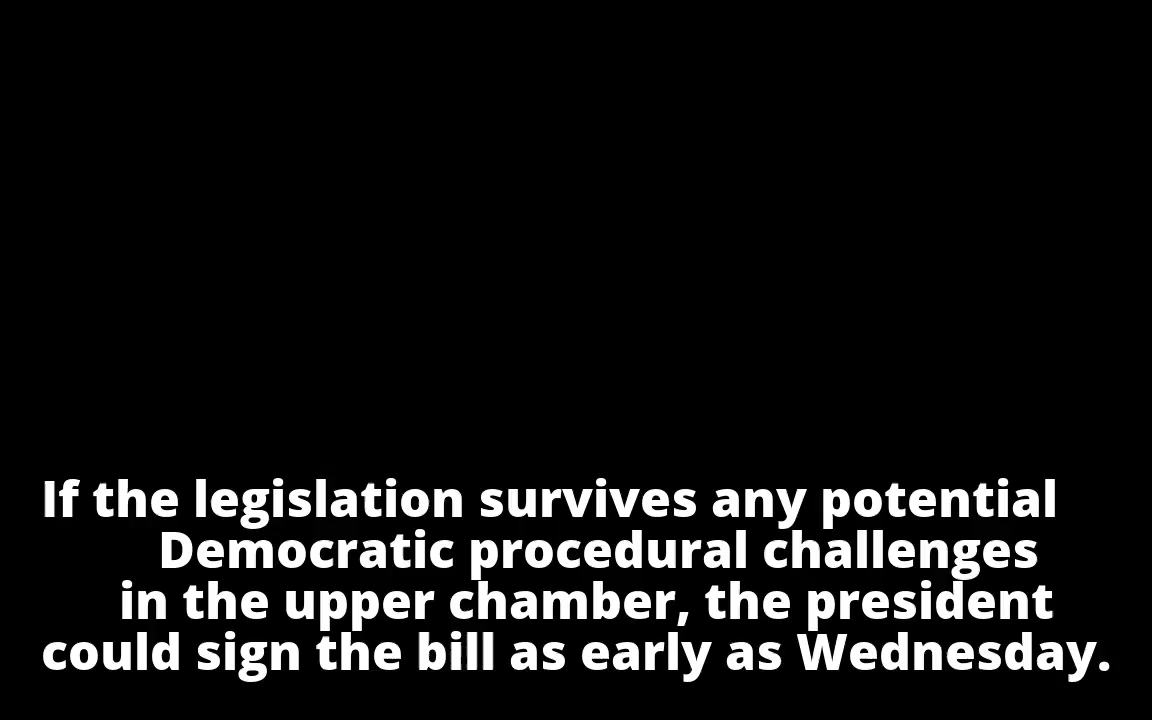 If the legislation survives any potential
Democratic procedural challenges
in the upper chamber, the president
could sign the bill as early as Wednesday.